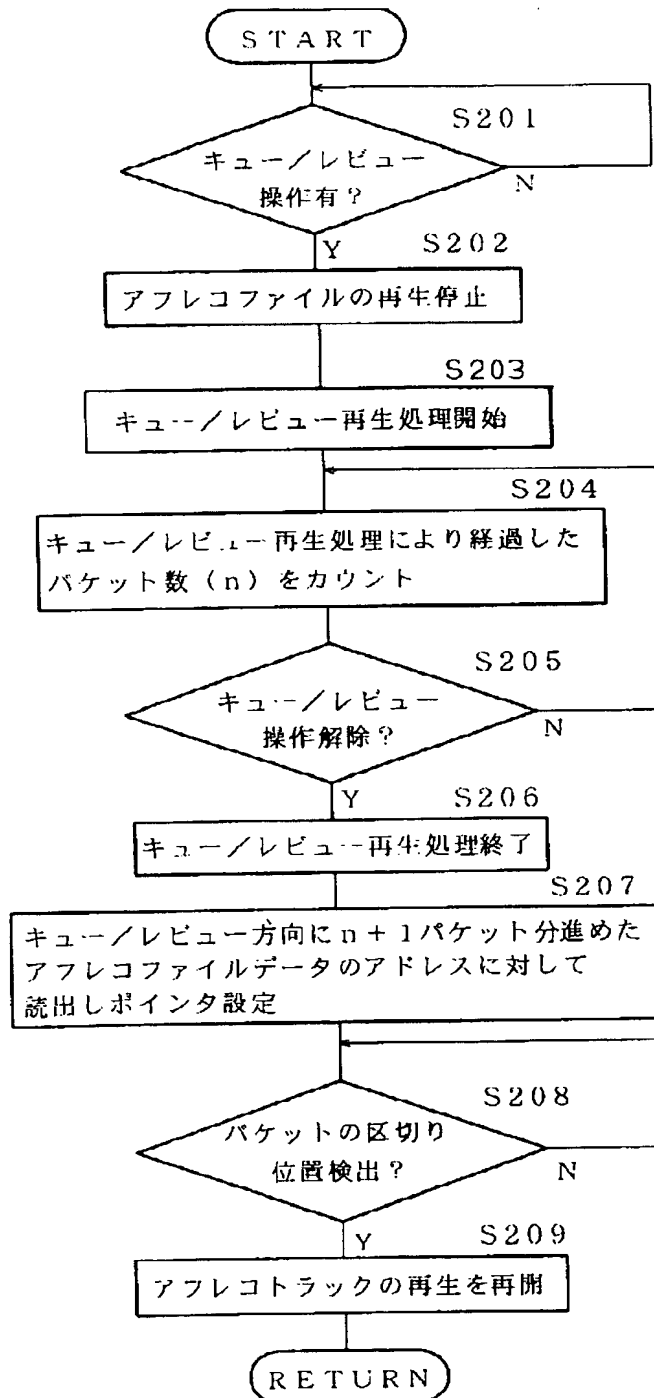 START
S201
キュー／レビュー
操作有？
N
Y
S202
アフレコファイルの再生停止
S203
キュー／レビュー再生処理開始
S204
キュー／レビュー再生処理により経過した
パケット数（n）をカウント
S205
キュー／レビュー
操作解除？
N
Y
S206
キュー／レビュー再生処理終了
S207
キュー／レビュー方向にn＋1パケット分進めた
アフレコファイルデータのアドレスに対して
読出しポインタ設定
S208
パケットの区切り
位置検出？
N
Y
S209
アフレコトラックの再生を再開
RETURN